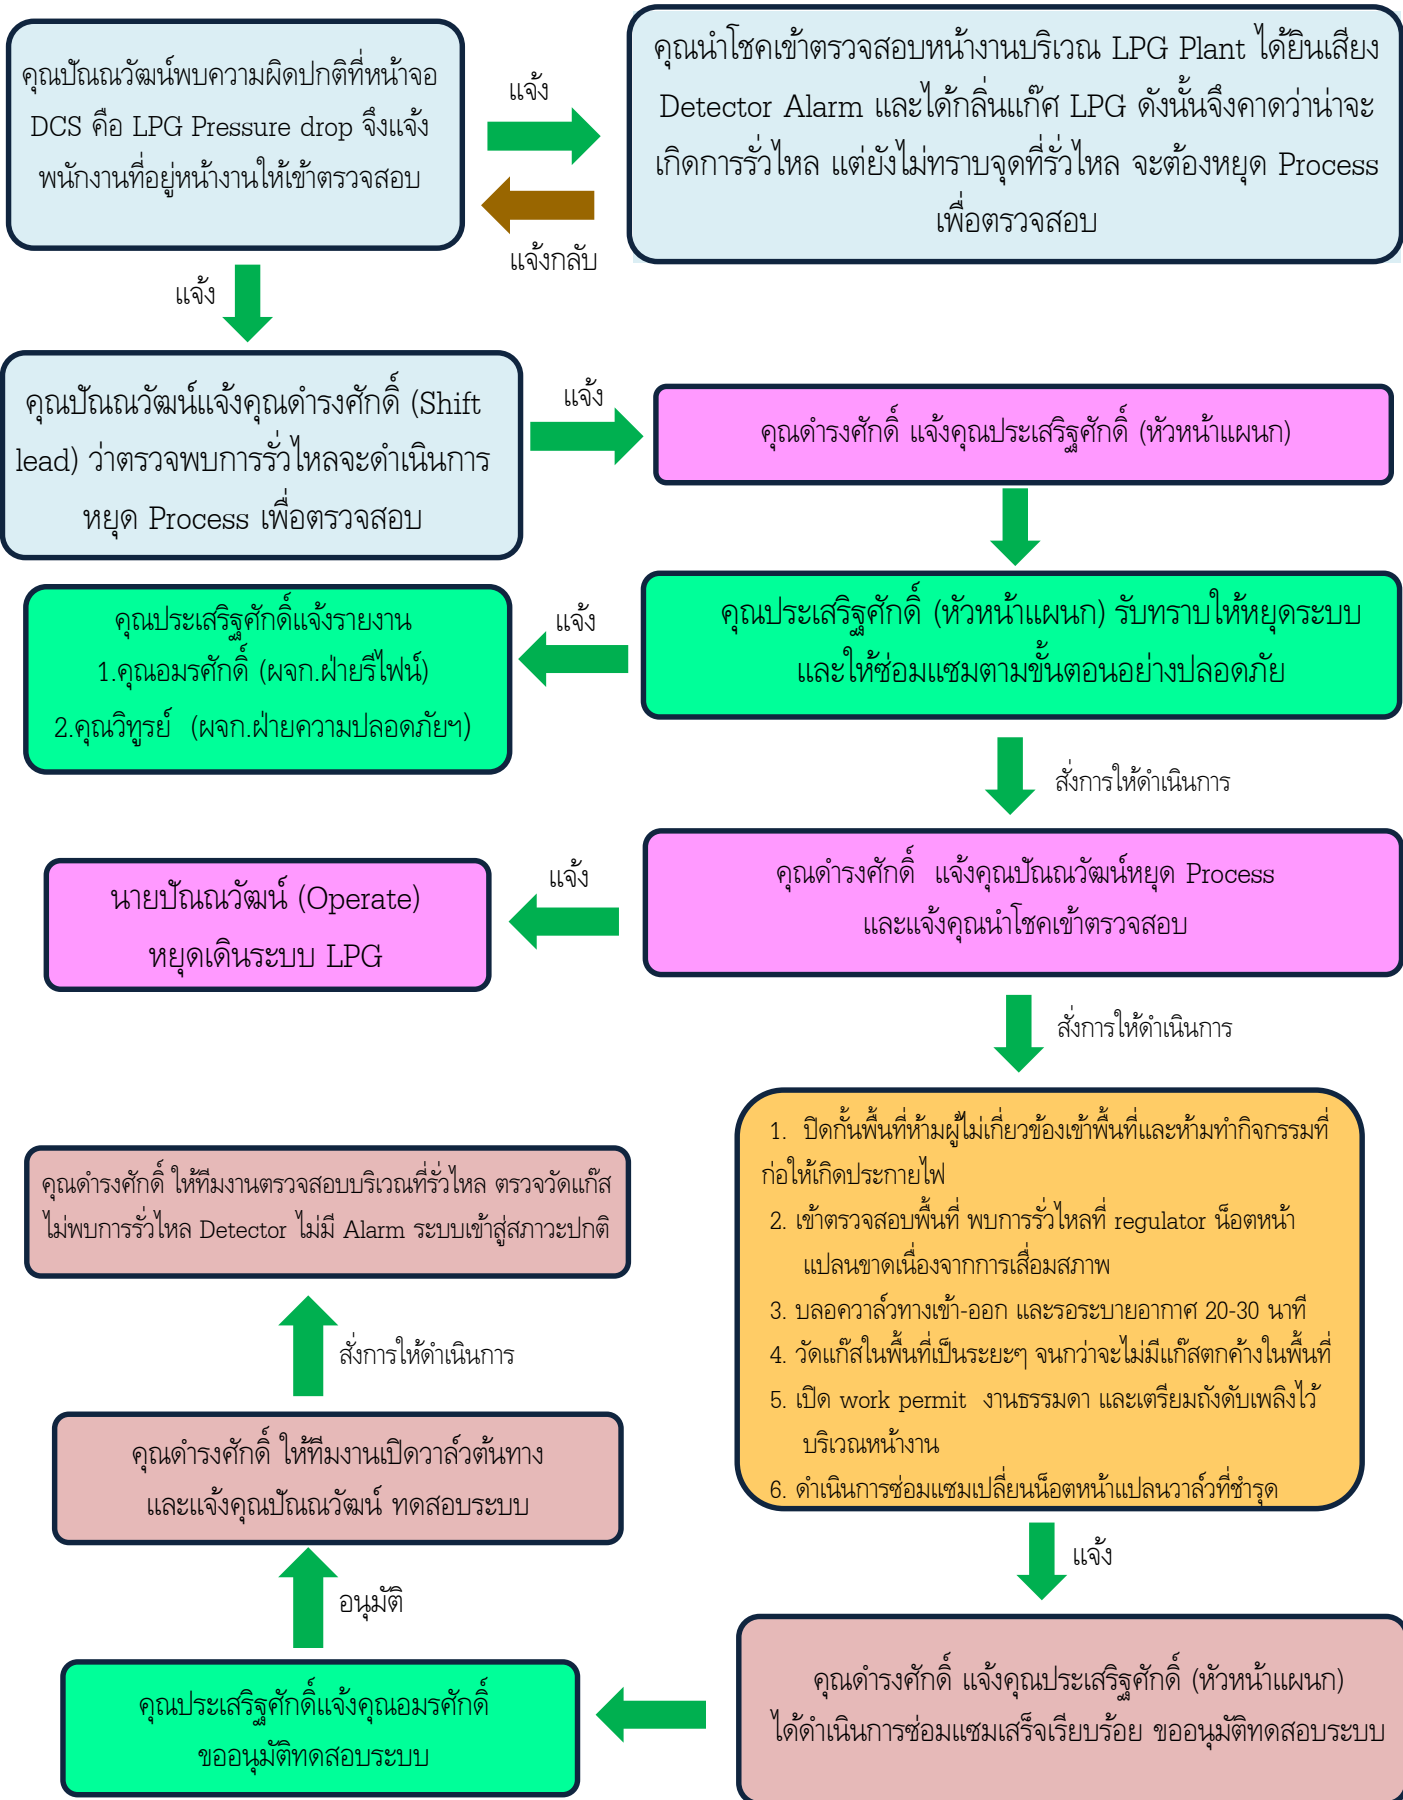 คุณปัณณวัฒน์พบความผิดปกติที่หน้าจอ
DCS คือ LPG Pressure drop จึงแจ้ง
พนักงานที่อยู่หน้างานให้เข้าตรวจสอบ
แจ้ง
แจ้งกลับ
คุณนำโชคเข้าตรวจสอบหน้างานบริเวณ LPG Plant ได้ยินเสียง
Detector Alarm และได้กลิ่นแก๊ศ LPG ดังนั้นจึงคาดว่าน่าจะ
เกิดการรั่วไหล แต่ยังไม่ทราบจุดที่รั่วไหล จะต้องหยุด Process
เพื่อตรวจสอบ
แจ้ง
คุณปัณณวัฒน์แจ้งคุณดำรงศักดิ์ (Shift
lead) ว่าตรวจพบการรั่วไหลจะดำเนินการ
หยุด Process เพื่อตรวจสอบ
แจ้ง
คุณดำรงศักดิ์ แจ้งคุณประเสริฐศักดิ์ (หัวหน้าแผนก)
คุณประเสริฐศักดิ์ (หัวหน้าแผนก) รับทราบให้หยุดระบบ
และให้ซ่อมแซมตามขั้นตอนอย่างปลอดภัย
แจ้ง
คุณประเสริฐศักดิ์แจ้งรายงาน
1.คุณอมรศักดิ์ (ผจก.ฝ่ายรีไฟน์)
2.คุณวิทูรย์ (ผจก.ฝ่ายความปลอดภัยฯ)
สั่งการให้ดำเนินการ
คุณดำรงศักดิ์ แจ้งคุณปัณณวัฒน์หยุด Process
และแจ้งคุณนำโชคเข้าตรวจสอบ
แจ้ง
นายปัณณวัฒน์ (Operate)
หยุดเดินระบบ LPG
สั่งการให้ดำเนินการ
1. ปิดกั้นพื้นที่ห้ามผู้ไม่เกี่ยวข้องเข้าพื้นที่และห้ามทำกิจกรรมที่
ก่อให้เกิดประกายไฟ
2. เข้าตรวจสอบพื้นที่ พบการรั่วไหลที่ regulator น็อตหน้า
แปลนขาดเนื่องจากการเสื่อมสภาพ
3. บลอควาล์วทางเข้า-ออก และรอระบายอากาศ 20-30 นาที
4. วัดแก๊สในพื้นที่เป็นระยะๆ จนกว่าจะไม่มีแก๊สตกค้างในพื้นที่
5. เปิด work permit งานธรรมดา และเตรียมถังดับเพลิงไว้
บริเวณหน้างาน
6. ดำเนินการซ่อมแซมเปลี่ยนน็อตหน้าแปลนวาล์วที่ชำรุด
แจ้ง
คุณดำรงศักดิ์ แจ้งคุณประเสริฐศักดิ์ (หัวหน้าแผนก)
ได้ดำเนินการซ่อมแซมเสร็จเรียบร้อย ขออนุมัติทดสอบระบบ
คุณประเสริฐศักดิ์แจ้งคุณอมรศักดิ์
ขออนุมัติทดสอบระบบ
อนุมัติ
คุณดำรงศักดิ์ ให้ทีมงานเปิดวาล์วต้นทาง
และแจ้งคุณปัณณวัฒน์ ทดสอบระบบ
สั่งการให้ดำเนินการ
คุณดำรงศักดิ์ ให้ทีมงานตรวจสอบบริเวณที่รั่วไหล ตรวจวัดแก๊ส
ไม่พบการรั่วไหล Detector ไม่มี Alarm ระบบเข้าสู่สภาวะปกติ